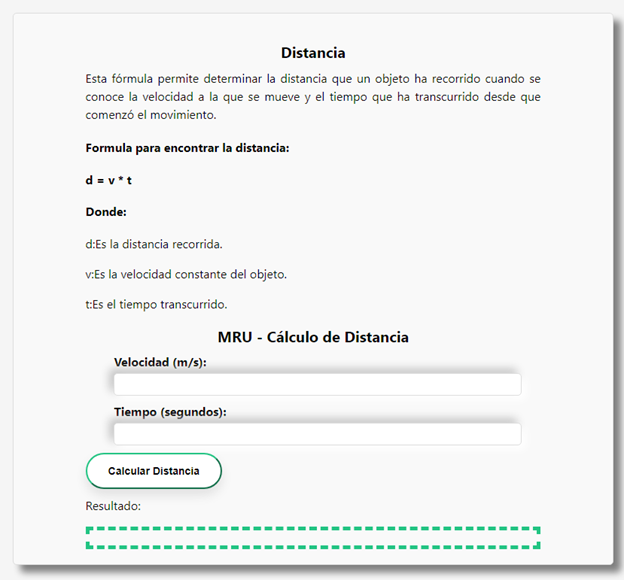 Distancia
Esta fórmula permite determinar la distancia que un objeto ha recorrido cuando se
conoce la velocidad a la que se mueve y el tiempo que ha transcurrido desde que
comenzó el movimiento.
Formula para encontrar la distancia:
d = v * t
Donde:
d:Es la distancia recorrida.
v:Es la velocidad constante del objeto.
t:Es el tiempo transcurrido.
MRU - Cálculo de Distancia
Velocidad (m/s):
Tiempo (segundos):
Calcular Distancia
Resultado: